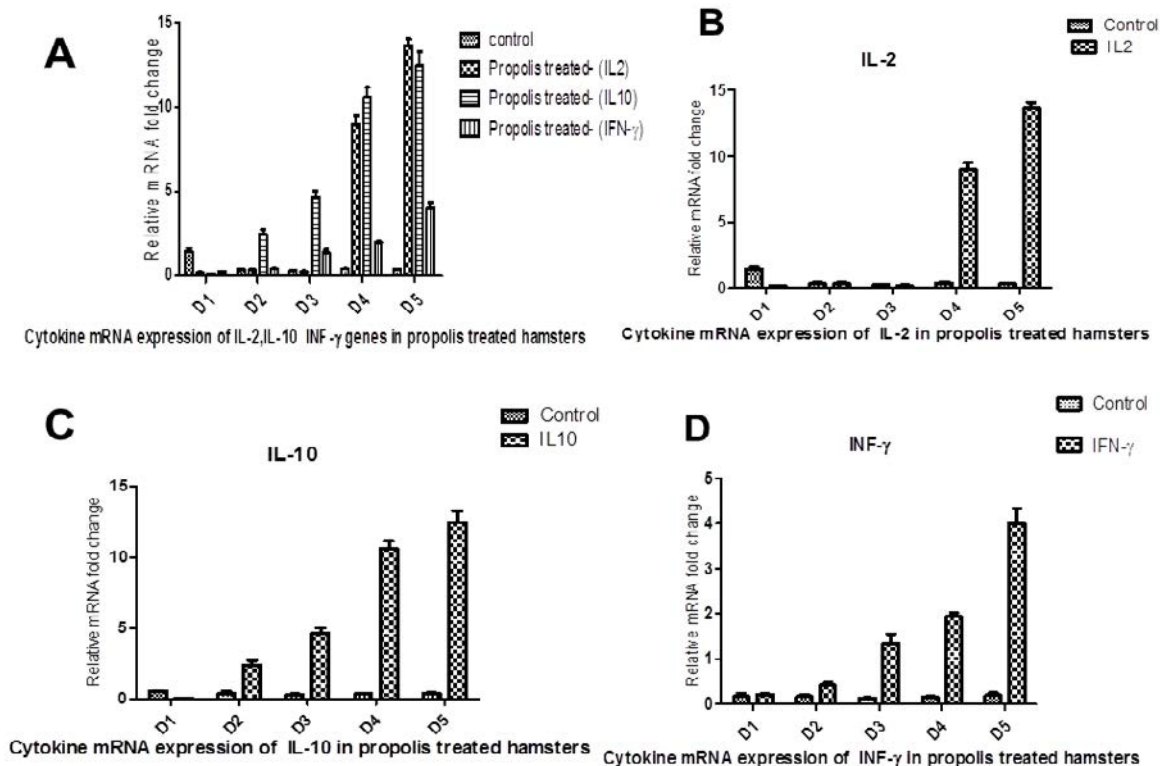 A
Relative mRNA fold change
15
10
5
0
D1
D2
D3
D4
D5
control
Propolis treated- (IL2)
Propolis treated- (IL10)
Propolis treated- (IFN-γ)
Cytokine mRNA expression of IL-2,IL-10 INF-γ genes in propolis treated hamsters
B
IL-2
Control
IL2
Relative mRNA fold change
15
10
5
0
D1
D2
D3
D4
D5
Cytokine mRNA expression of IL-2 in propolis treated hamsters
C
IL-10
Control
IL10
Relative mRNA fold change
15
10
5
0
D1
D2
D3
D4
D5
Cytokine mRNA expression of IL-10 in propolis treated hamsters
D
INF-γ
Control
IFN-γ
Relative mRNA fold change
5
4
3
2
1
0
D1
D2
D3
D4
D5
Cytokine mRNA expression of INF-γ in propolis treated hamsters